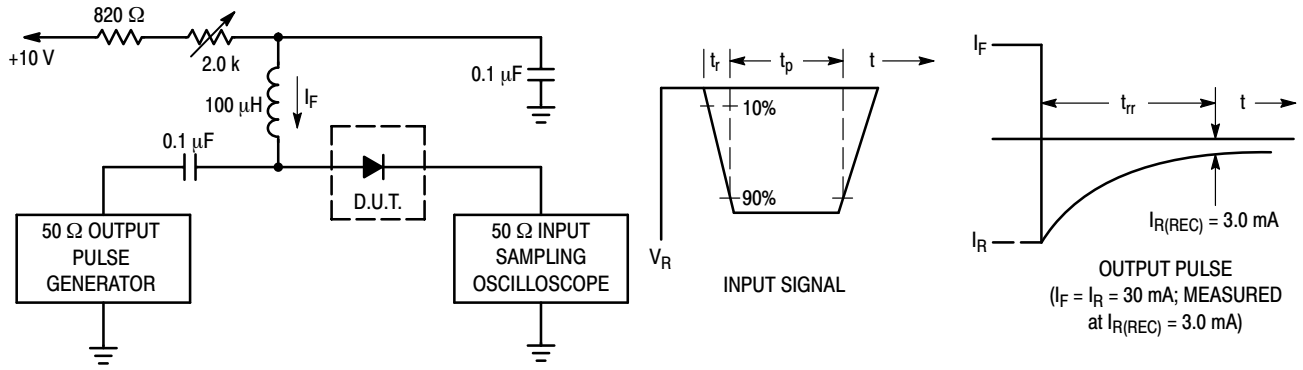 820 Ω
+10 V
2.0 k
100 μH
I_F
0.1 μF
0.1 μF
D.U.T.
50 Ω OUTPUT
PULSE
GENERATOR
50 Ω INPUT
SAMPLING
OSCILLOSCOPE
t_r
t_p
t
10%
90%
V_R
INPUT SIGNAL
I_F
t_rr
t
I_R
I_R(REC) = 3.0 mA
OUTPUT PULSE
(I_F = I_R = 30 mA; MEASURED
at I_R(REC) = 3.0 mA)